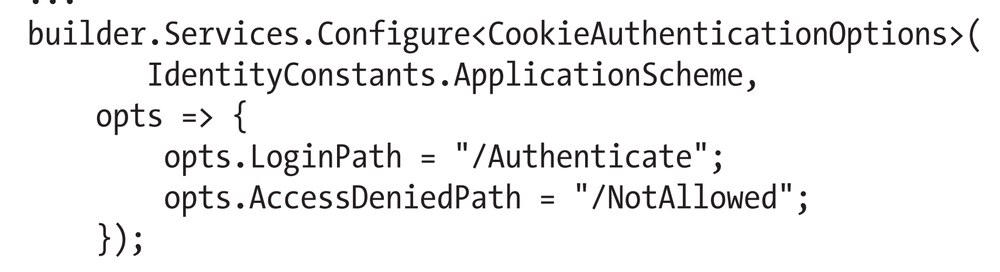 ...
builder.Services.Configure<CookieAuthenticationOptions>(
        IdentityConstants.ApplicationScheme,
    opts => {
        opts.LoginPath = "/Authenticate";
        opts.AccessDeniedPath = "/NotAllowed";
    });